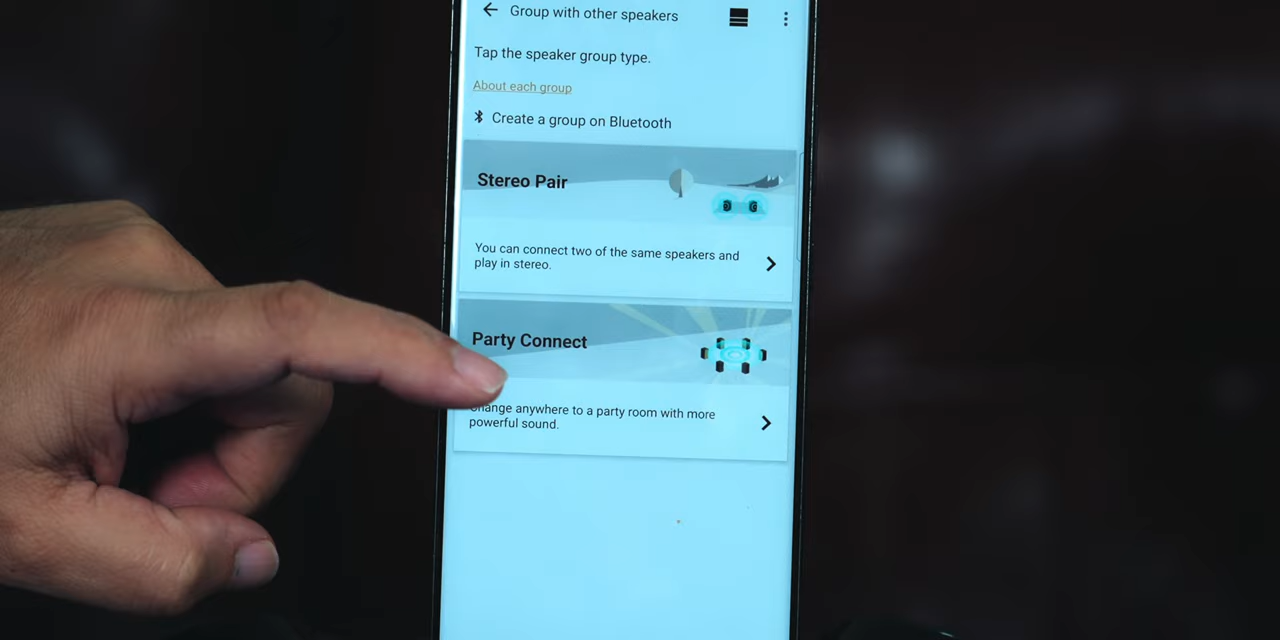 Group with other speakers
Tap the speaker group type.
About each group
Create a group on Bluetooth
Stereo Pair
You can connect two of the same speakers and
play in stereo.
Party Connect
Change anywhere to a party room with more
powerful sound.